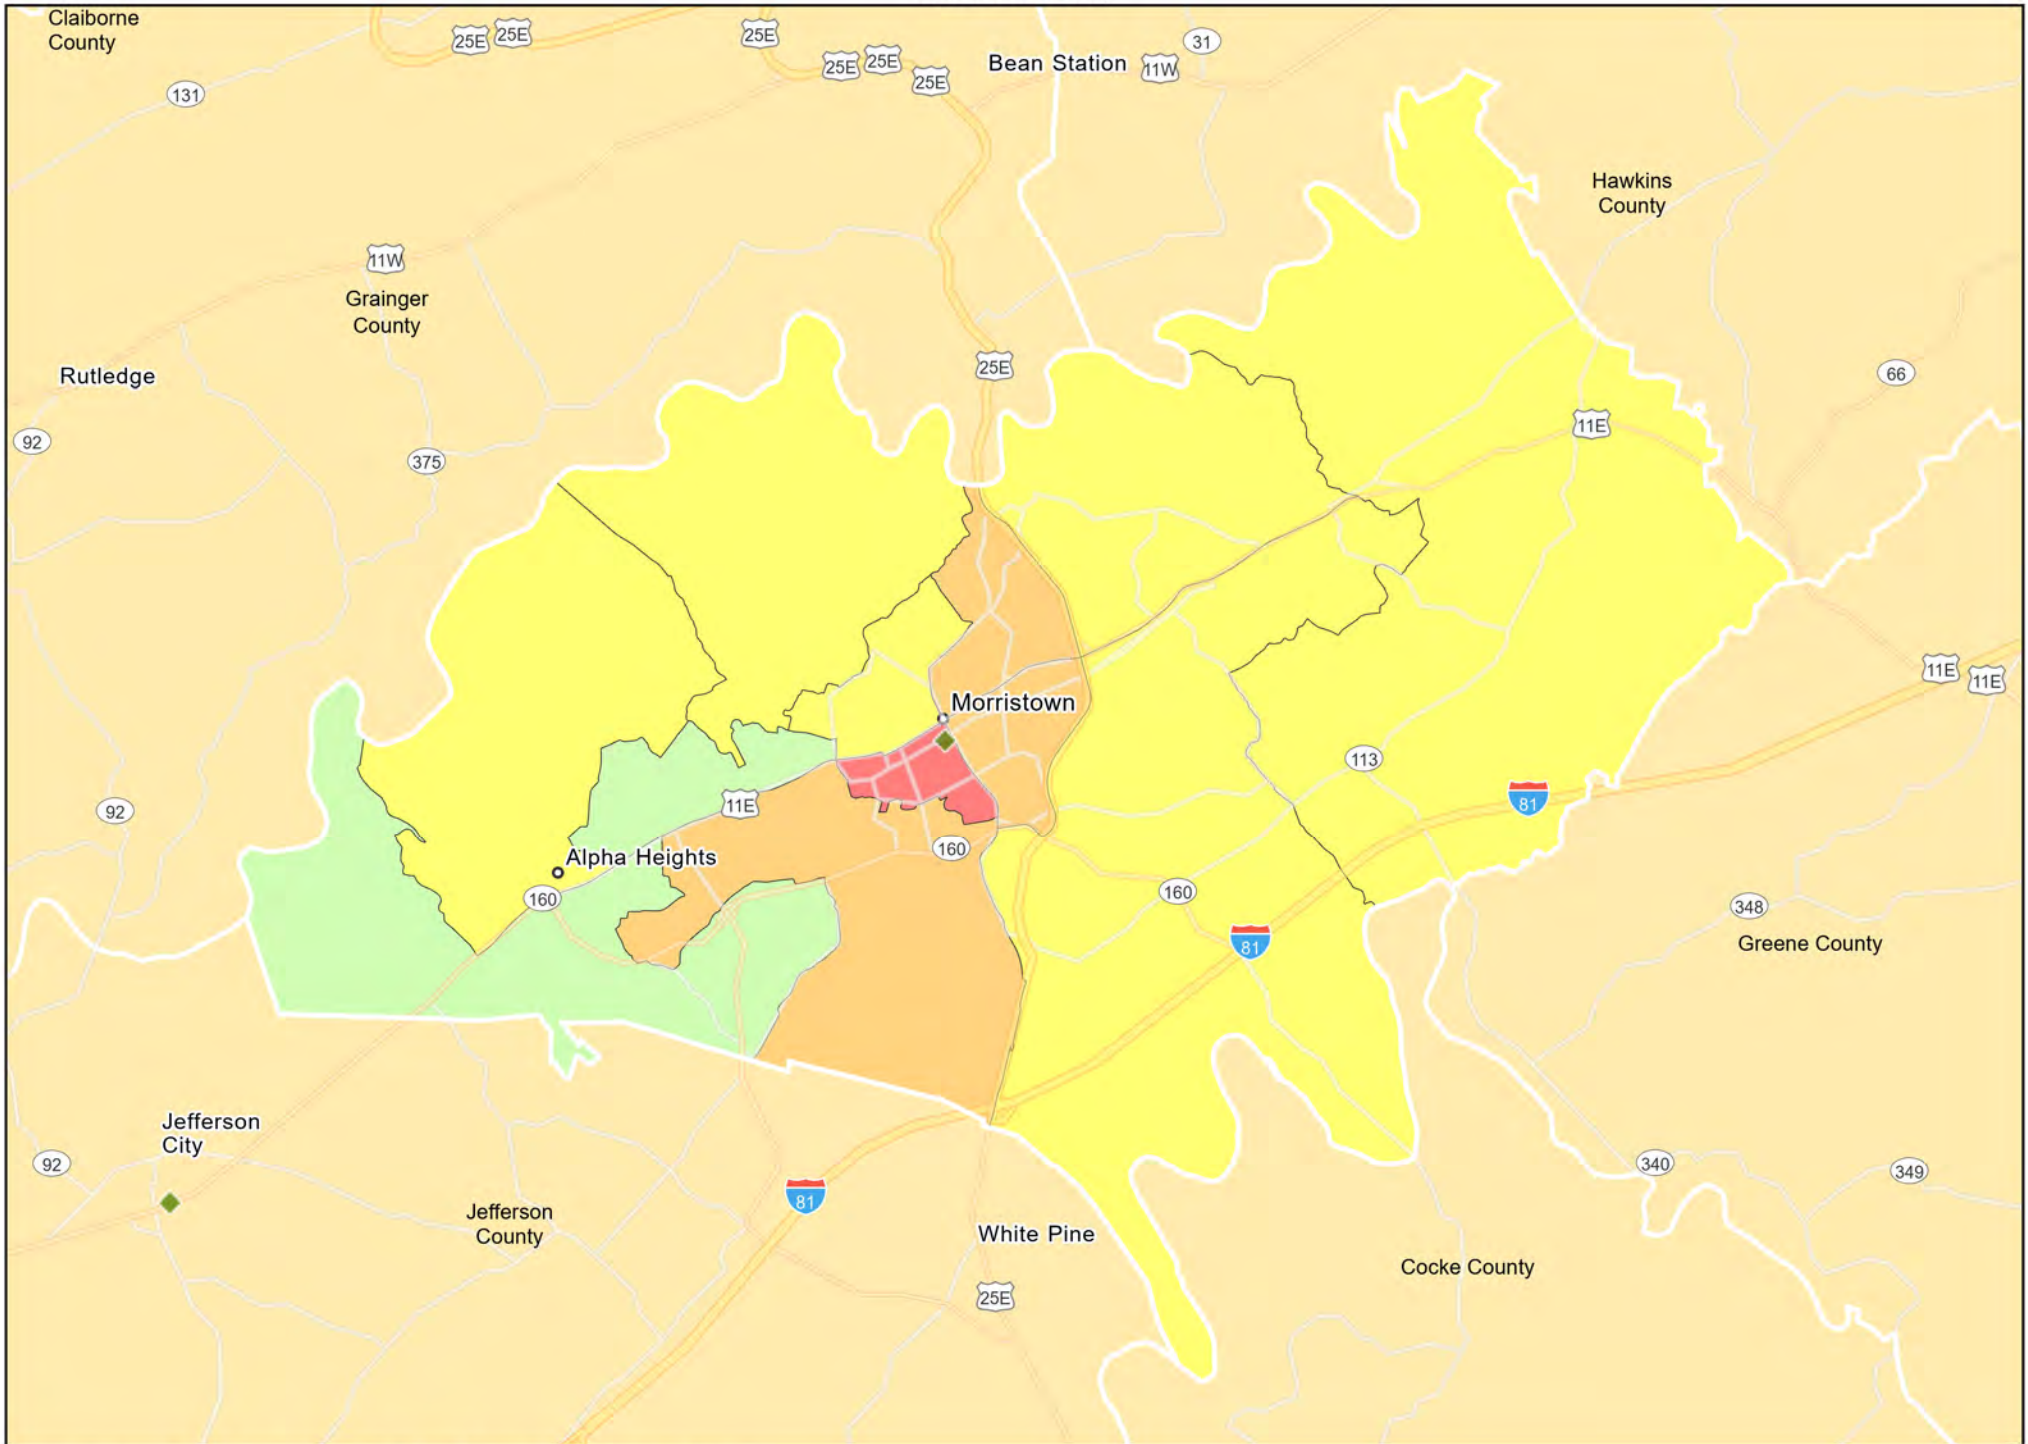 Claiborne
County
25E
25E
25E
25E
25E
25E
Bean Station
11W
31
131
Hawkins
County
11W
Grainger
County
25E
Rutledge
66
92
11E
375
11E
11E
Morristown
113
81
11E
92
160
Alpha Heights
160
160
348
81
Greene County
Jefferson
City
92
340
349
81
Jefferson
County
White Pine
Cocke County
25E